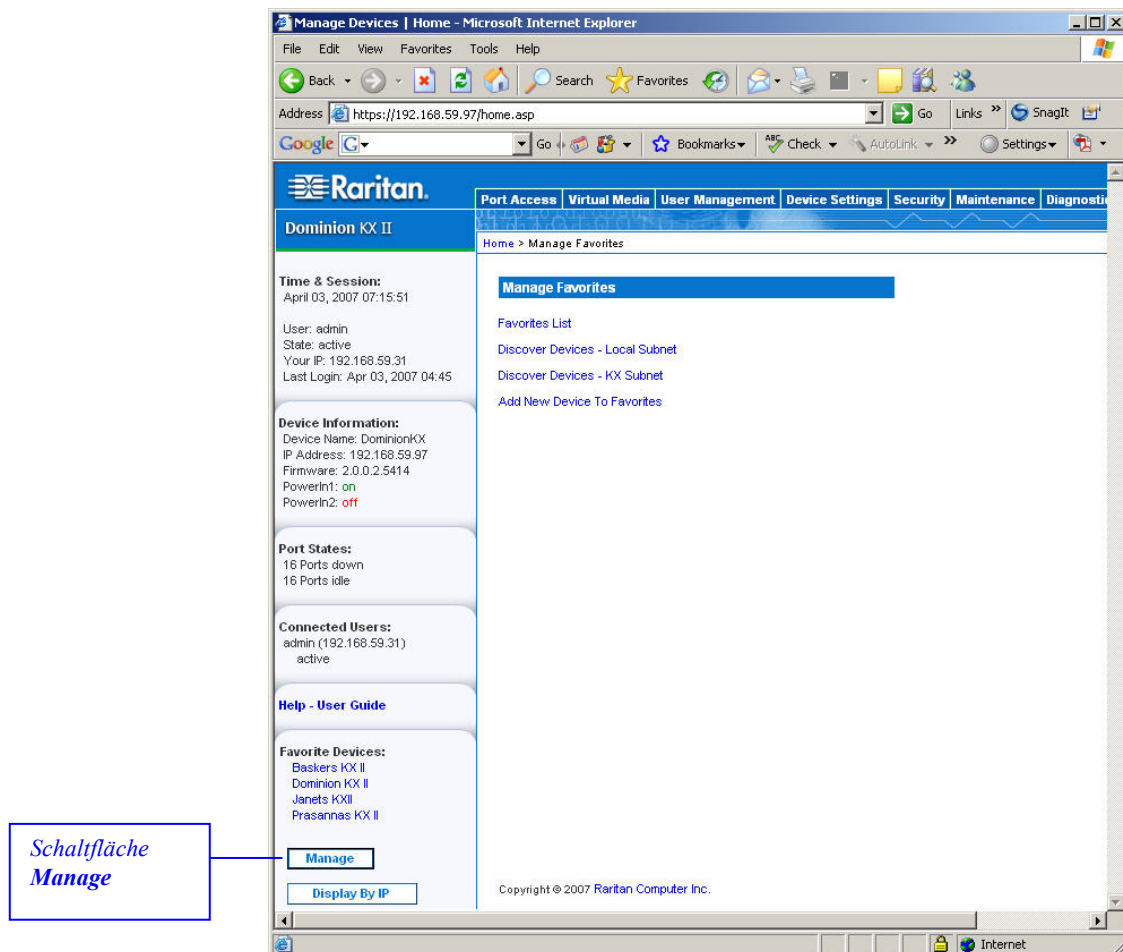 Manage Devices | Home - Microsoft Internet Explorer
File Edit View Favorites Tools Help
Back Search Favorites
Address https://192.168.59.97/home.asp Go Links » SnagIt
Google G Go Bookmarks ABC Check AutoLink » Settings
Raritan.
Port Access Virtual Media User Management Device Settings Security Maintenance Diagnostic
Dominion KX II
Home > Manage Favorites
Time & Session:
April 03, 2007 07:15:51
User: admin
State: active
Your IP: 192.168.59.31
Last Login: Apr 03, 2007 04:45
Device Information:
Device Name: DominionKX
IP Address: 192.168.59.97
Firmware: 2.0.0.2.5414
PowerIn1: on
PowerIn2: off
Port States:
16 Ports down
16 Ports idle
Connected Users:
admin (192.168.59.31)
active
Help - User Guide
Favorite Devices:
Baskers KX II
Dominion KX II
Janets KXII
Prasannas KX II
Manage
Display By IP
Manage Favorites
Favorites List
Discover Devices - Local Subnet
Discover Devices - KX Subnet
Add New Device To Favorites
Copyright © 2007 Raritan Computer Inc.
Internet
Schaltfläche
Manage